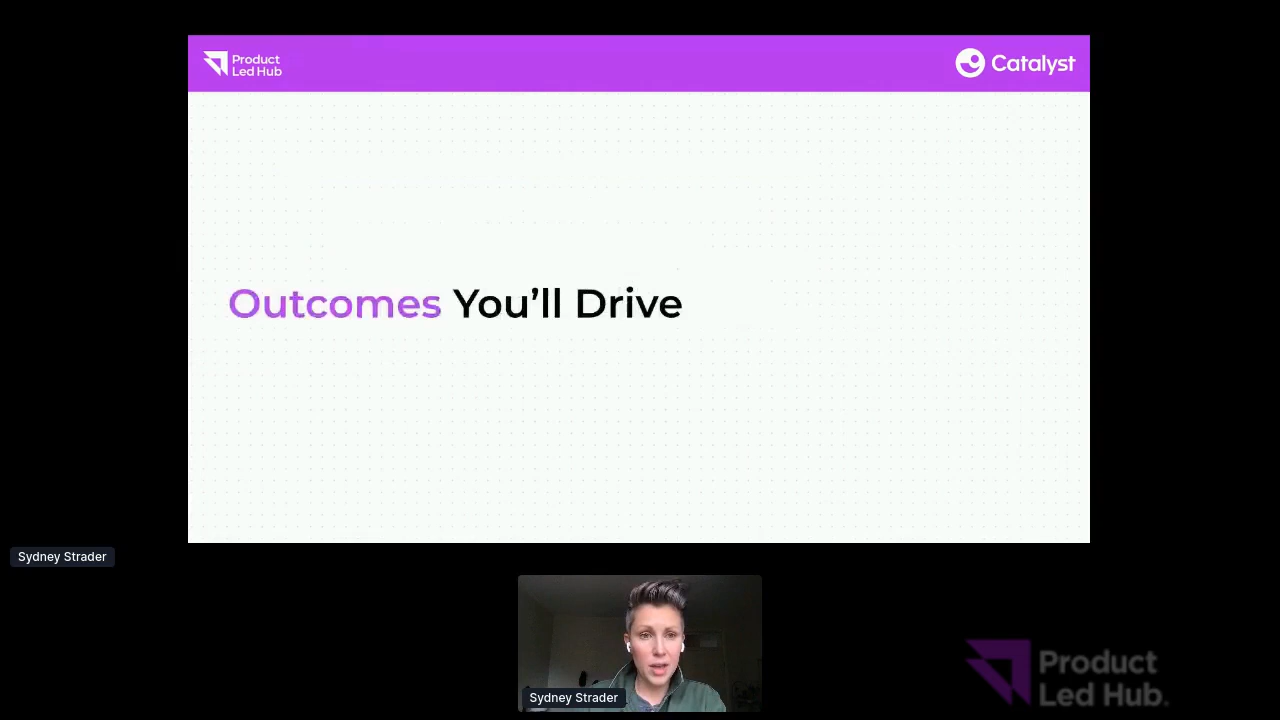 Product
Led Hub
Catalyst
Outcomes You’ll Drive
Sydney Strader
Sydney Strader
Product
Led Hub.